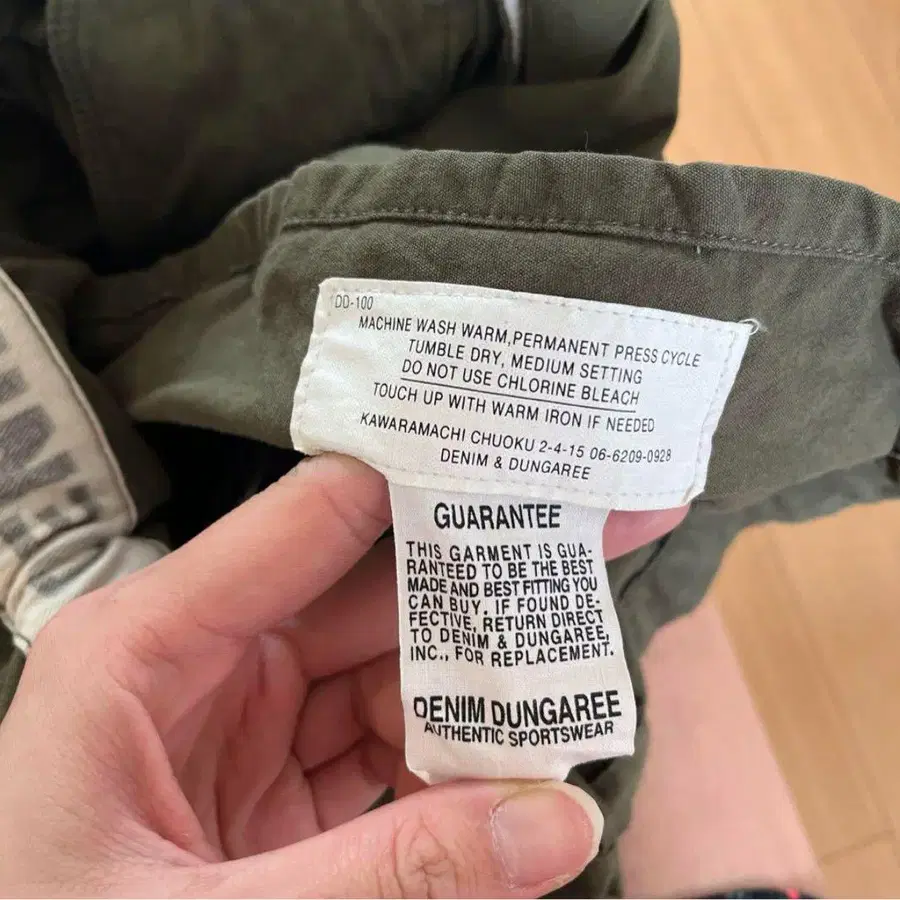 DD-100
MACHINE WASH WARM,PERMANENT PRESS CYCLE
TUMBLE DRY, MEDIUM SETTING
DO NOT USE CHLORINE BLEACH
TOUCH UP WITH WARM IRON IF NEEDED
KAWARAMACHI CHUOKU 2-4-15 06-6209-0928
DENIM & DUNGAREE
GUARANTEE
THIS GARMENT IS GUA-
RANTEED TO BE THE BEST
MADE AND BEST FITTING YOU
CAN BUY. IF FOUND DE-
FECTIVE, RETURN DIRECT
TO DENIM & DUNGAREE,
INC., FOR REPLACEMENT.
DENIM DUNGAREE
AUTHENTIC SPORTSWEAR